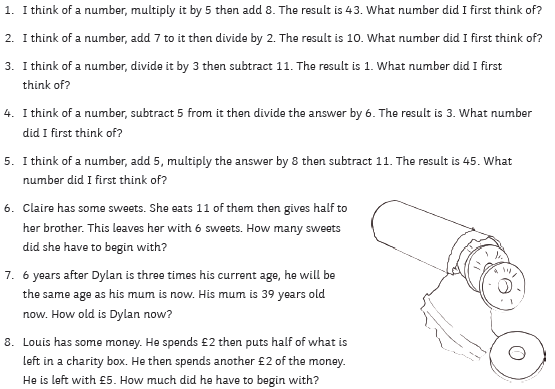 1. I think of a number, multiply it by 5 then add 8. The result is 43. What number did I first think of?
2. I think of a number, add 7 to it then divide by 2. The result is 10. What number did I first think of?
3. I think of a number, divide it by 3 then subtract 11. The result is 1. What number did I first
think of?
4. I think of a number, subtract 5 from it then divide the answer by 6. The result is 3. What number
did I first think of?
5. I think of a number, add 5, multiply the answer by 8 then subtract 11. The result is 45. What
number did I first think of?
6. Claire has some sweets. She eats 11 of them then gives half to
her brother. This leaves her with 6 sweets. How many sweets
did she have to begin with?
7. 6 years after Dylan is three times his current age, he will be
the same age as his mum is now. His mum is 39 years old
now. How old is Dylan now?
8. Louis has some money. He spends £2 then puts half of what is
left in a charity box. He then spends another £2 of the money.
He is left with £5. How much did he have to begin with?